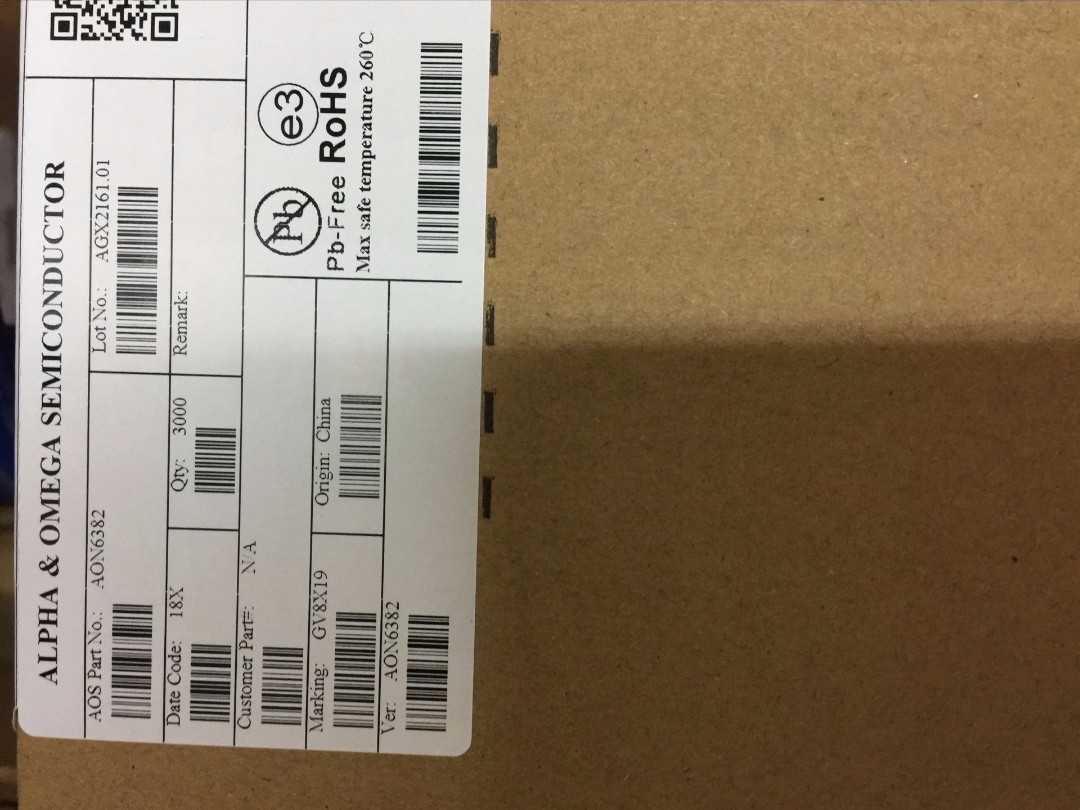 ALPHA & OMEGA SEMICONDUCTOR
AOS Part No.: AON6382
Lot No.: AGX2161.01
Date Code: 18X
Qty: 3000
Remark:
Customer Part#: N/A
Marking: GV8X19
Origin: China
Ver: AON6382
Pb e3
Pb-Free RoHS
Max safe temperature 260℃